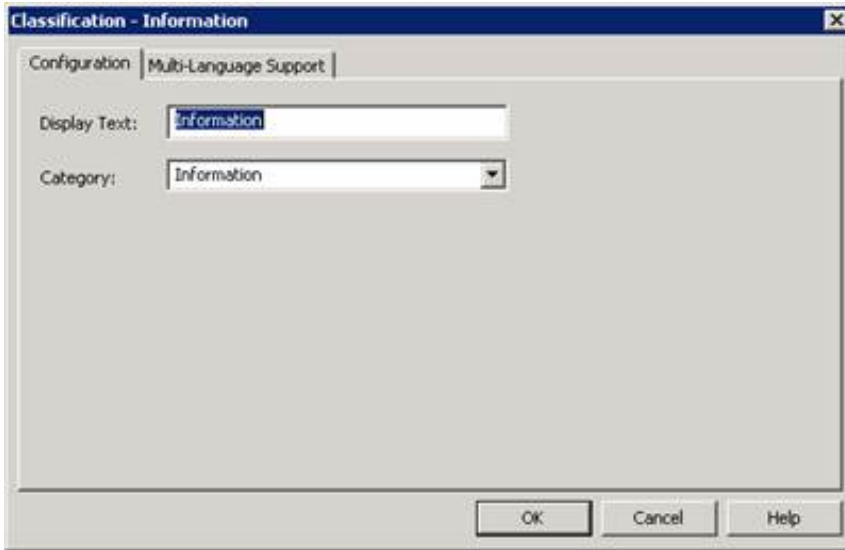 Classification - Information
Configuration Multi-Language Support
Display Text: Information
Category: Information
OK Cancel Help